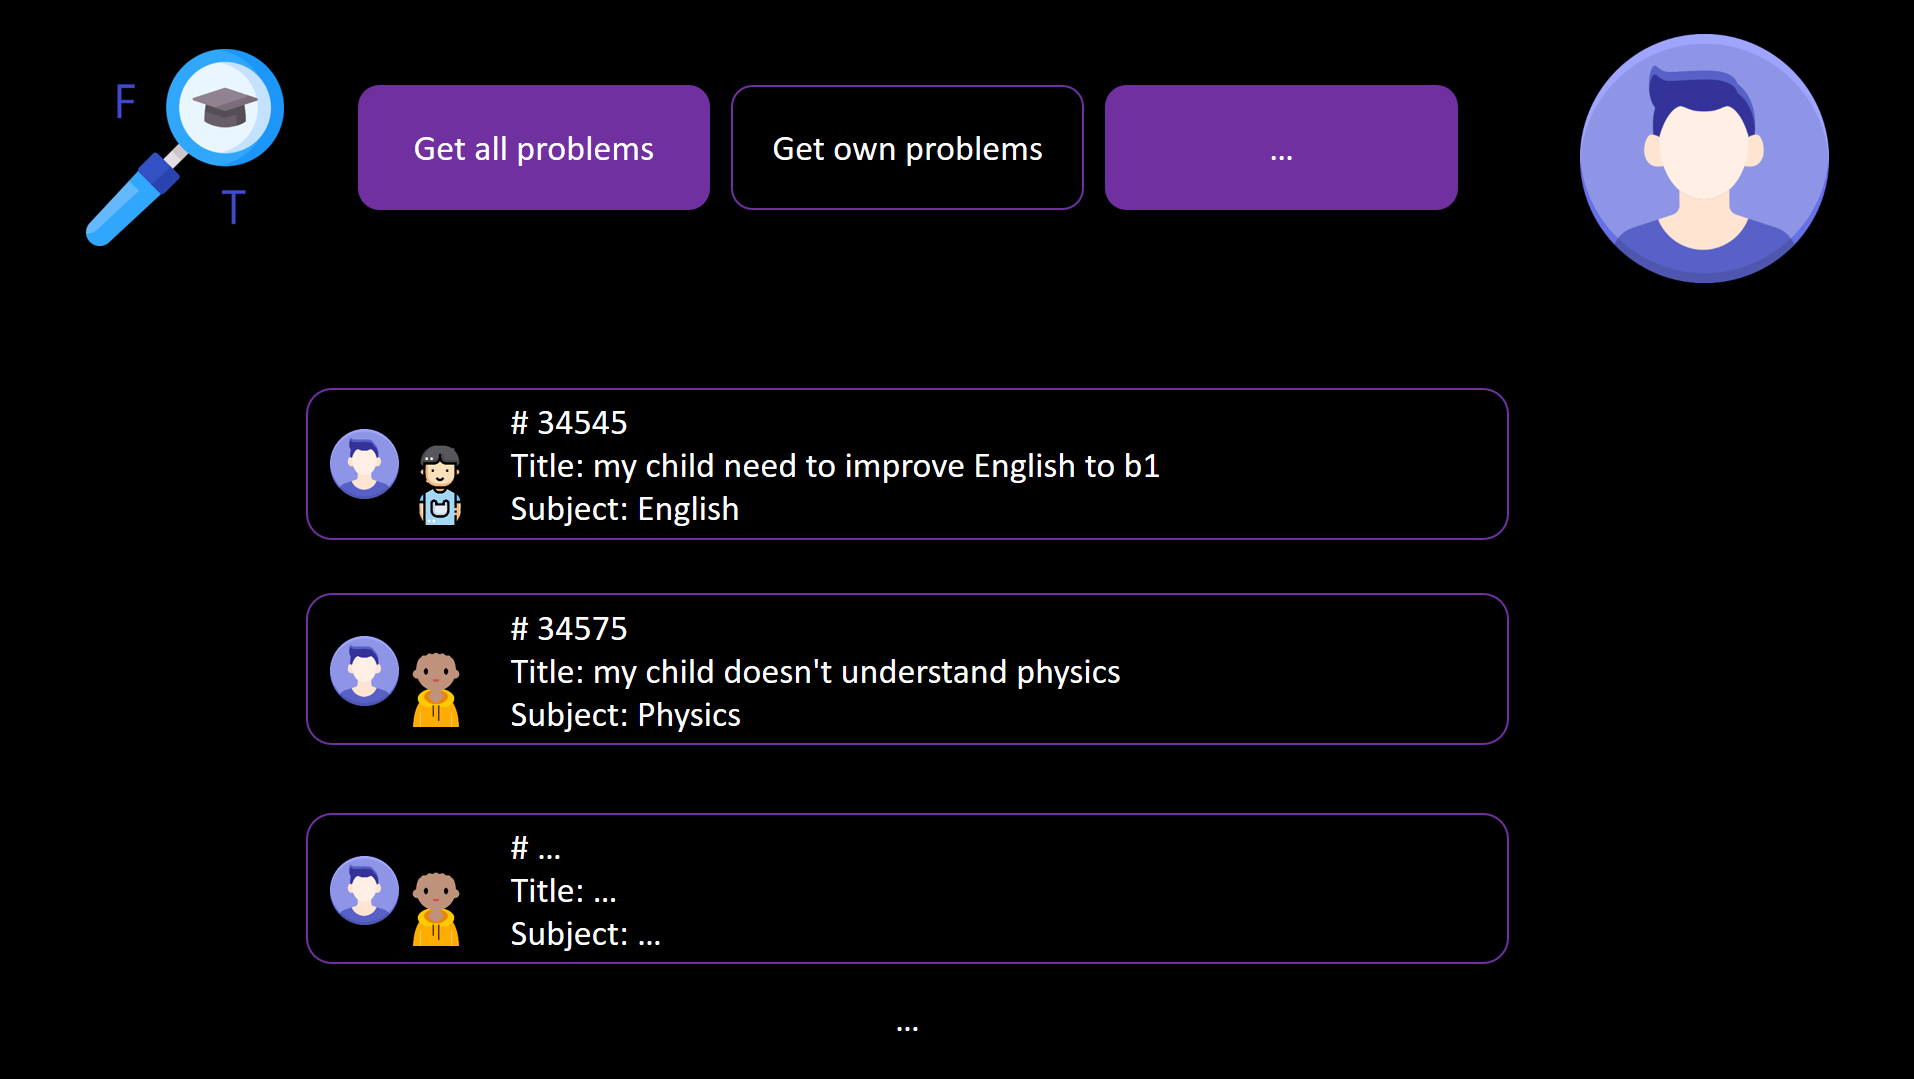 F
T
Get all problems
Get own problems
...
# 34545
Title: my child need to improve English to b1
Subject: English
# 34575
Title: my child doesn't understand physics
Subject: Physics
# ...
Title: ...
Subject: ...
...